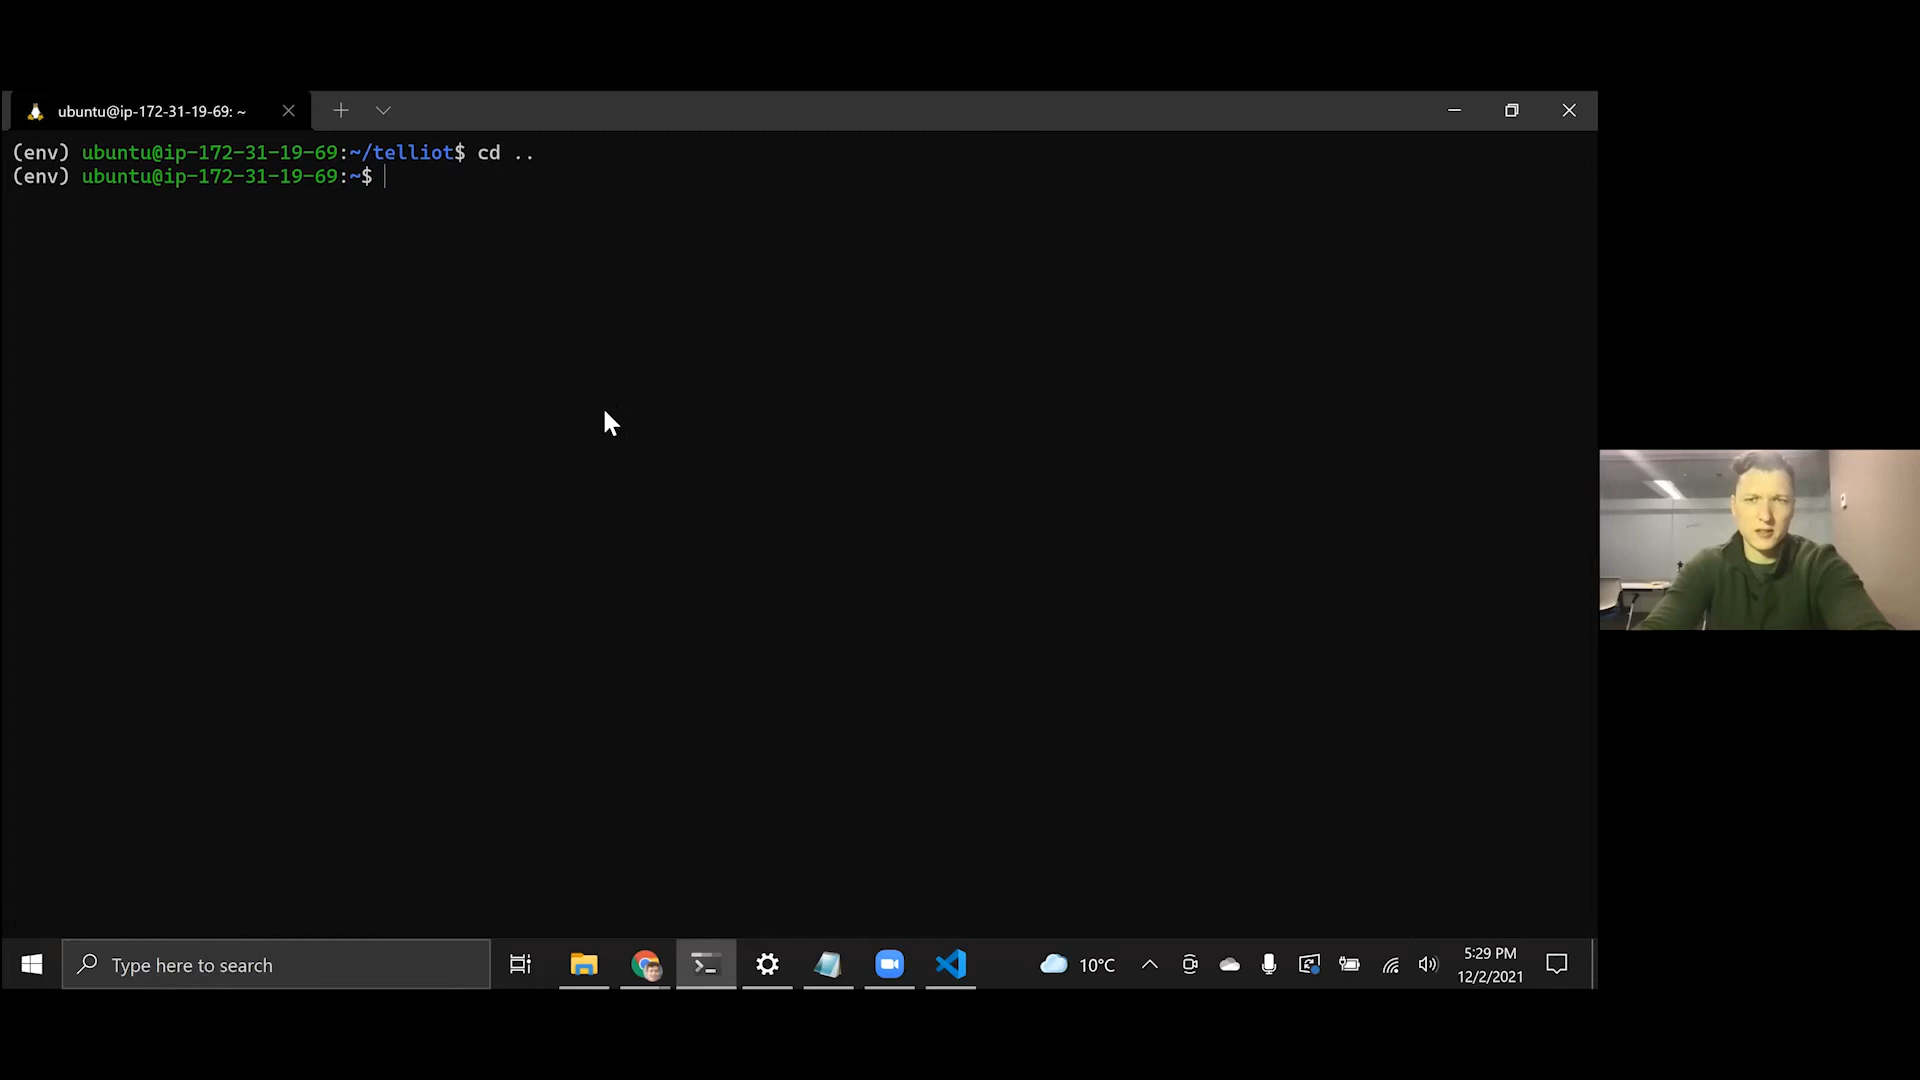 ubuntu@ip-172-31-19-69: ~
(env) ubuntu@ip-172-31-19-69:~/telliot$ cd ..
(env) ubuntu@ip-172-31-19-69:~$
Type here to search
10°C
5:29 PM
12/2/2021